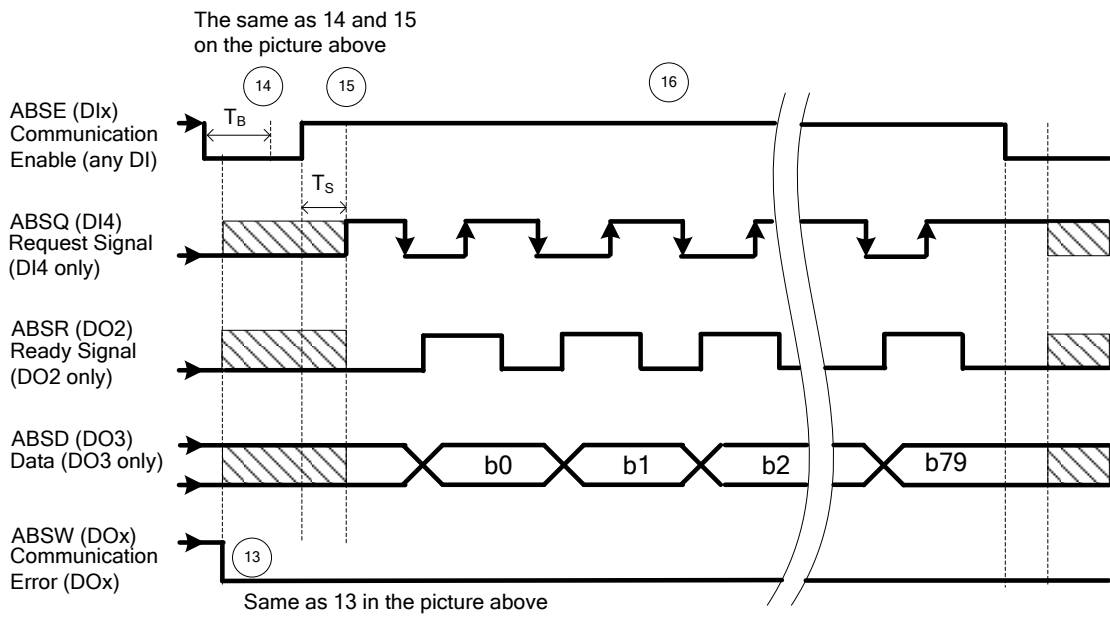 The same as 14 and 15
on the picture above
14
15
16
ABSE (DIx)
Communication
Enable (any DI)
TB
TS
ABSQ (DI4)
Request Signal
(DI4 only)
ABSR (DO2)
Ready Signal
(DO2 only)
ABSD (DO3)
Data (DO3 only)
b0
b1
b2
b79
ABSW (DOx)
Communication
Error (DOx)
13
Same as 13 in the picture above